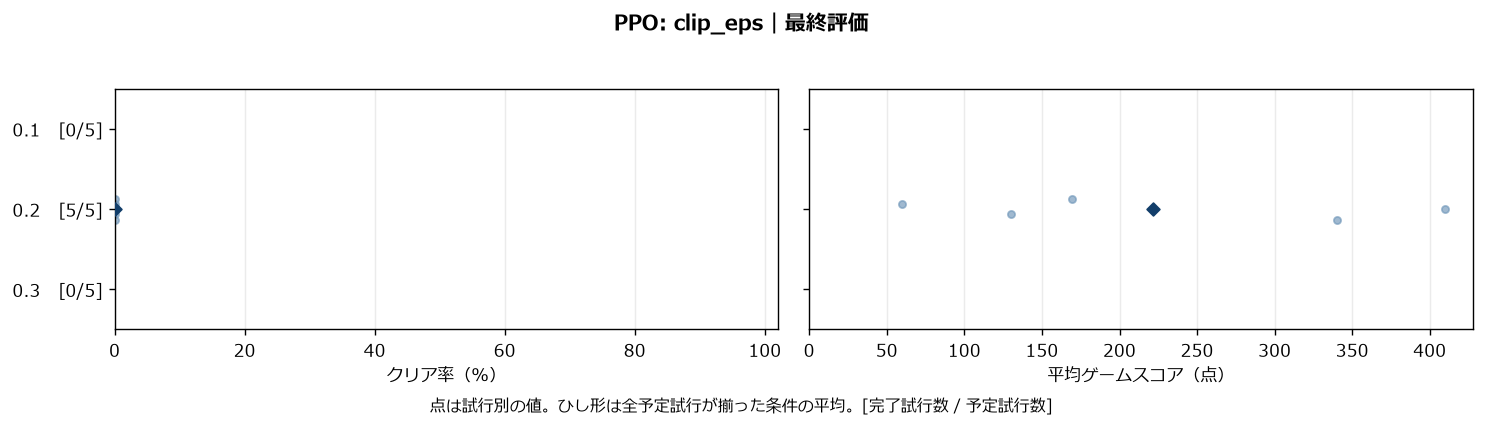 PPO: clip_eps | 最終評価
0.1 [0/5]
0.2 [5/5]
0.3 [0/5]
0 20 40 60 80 100
クリア率（%）
0 50 100 150 200 250 300 350 400
平均ゲームスコア（点）
点は試行別の値。ひし形は全予定試行が揃った条件の平均。[完了試行数 / 予定試行数]